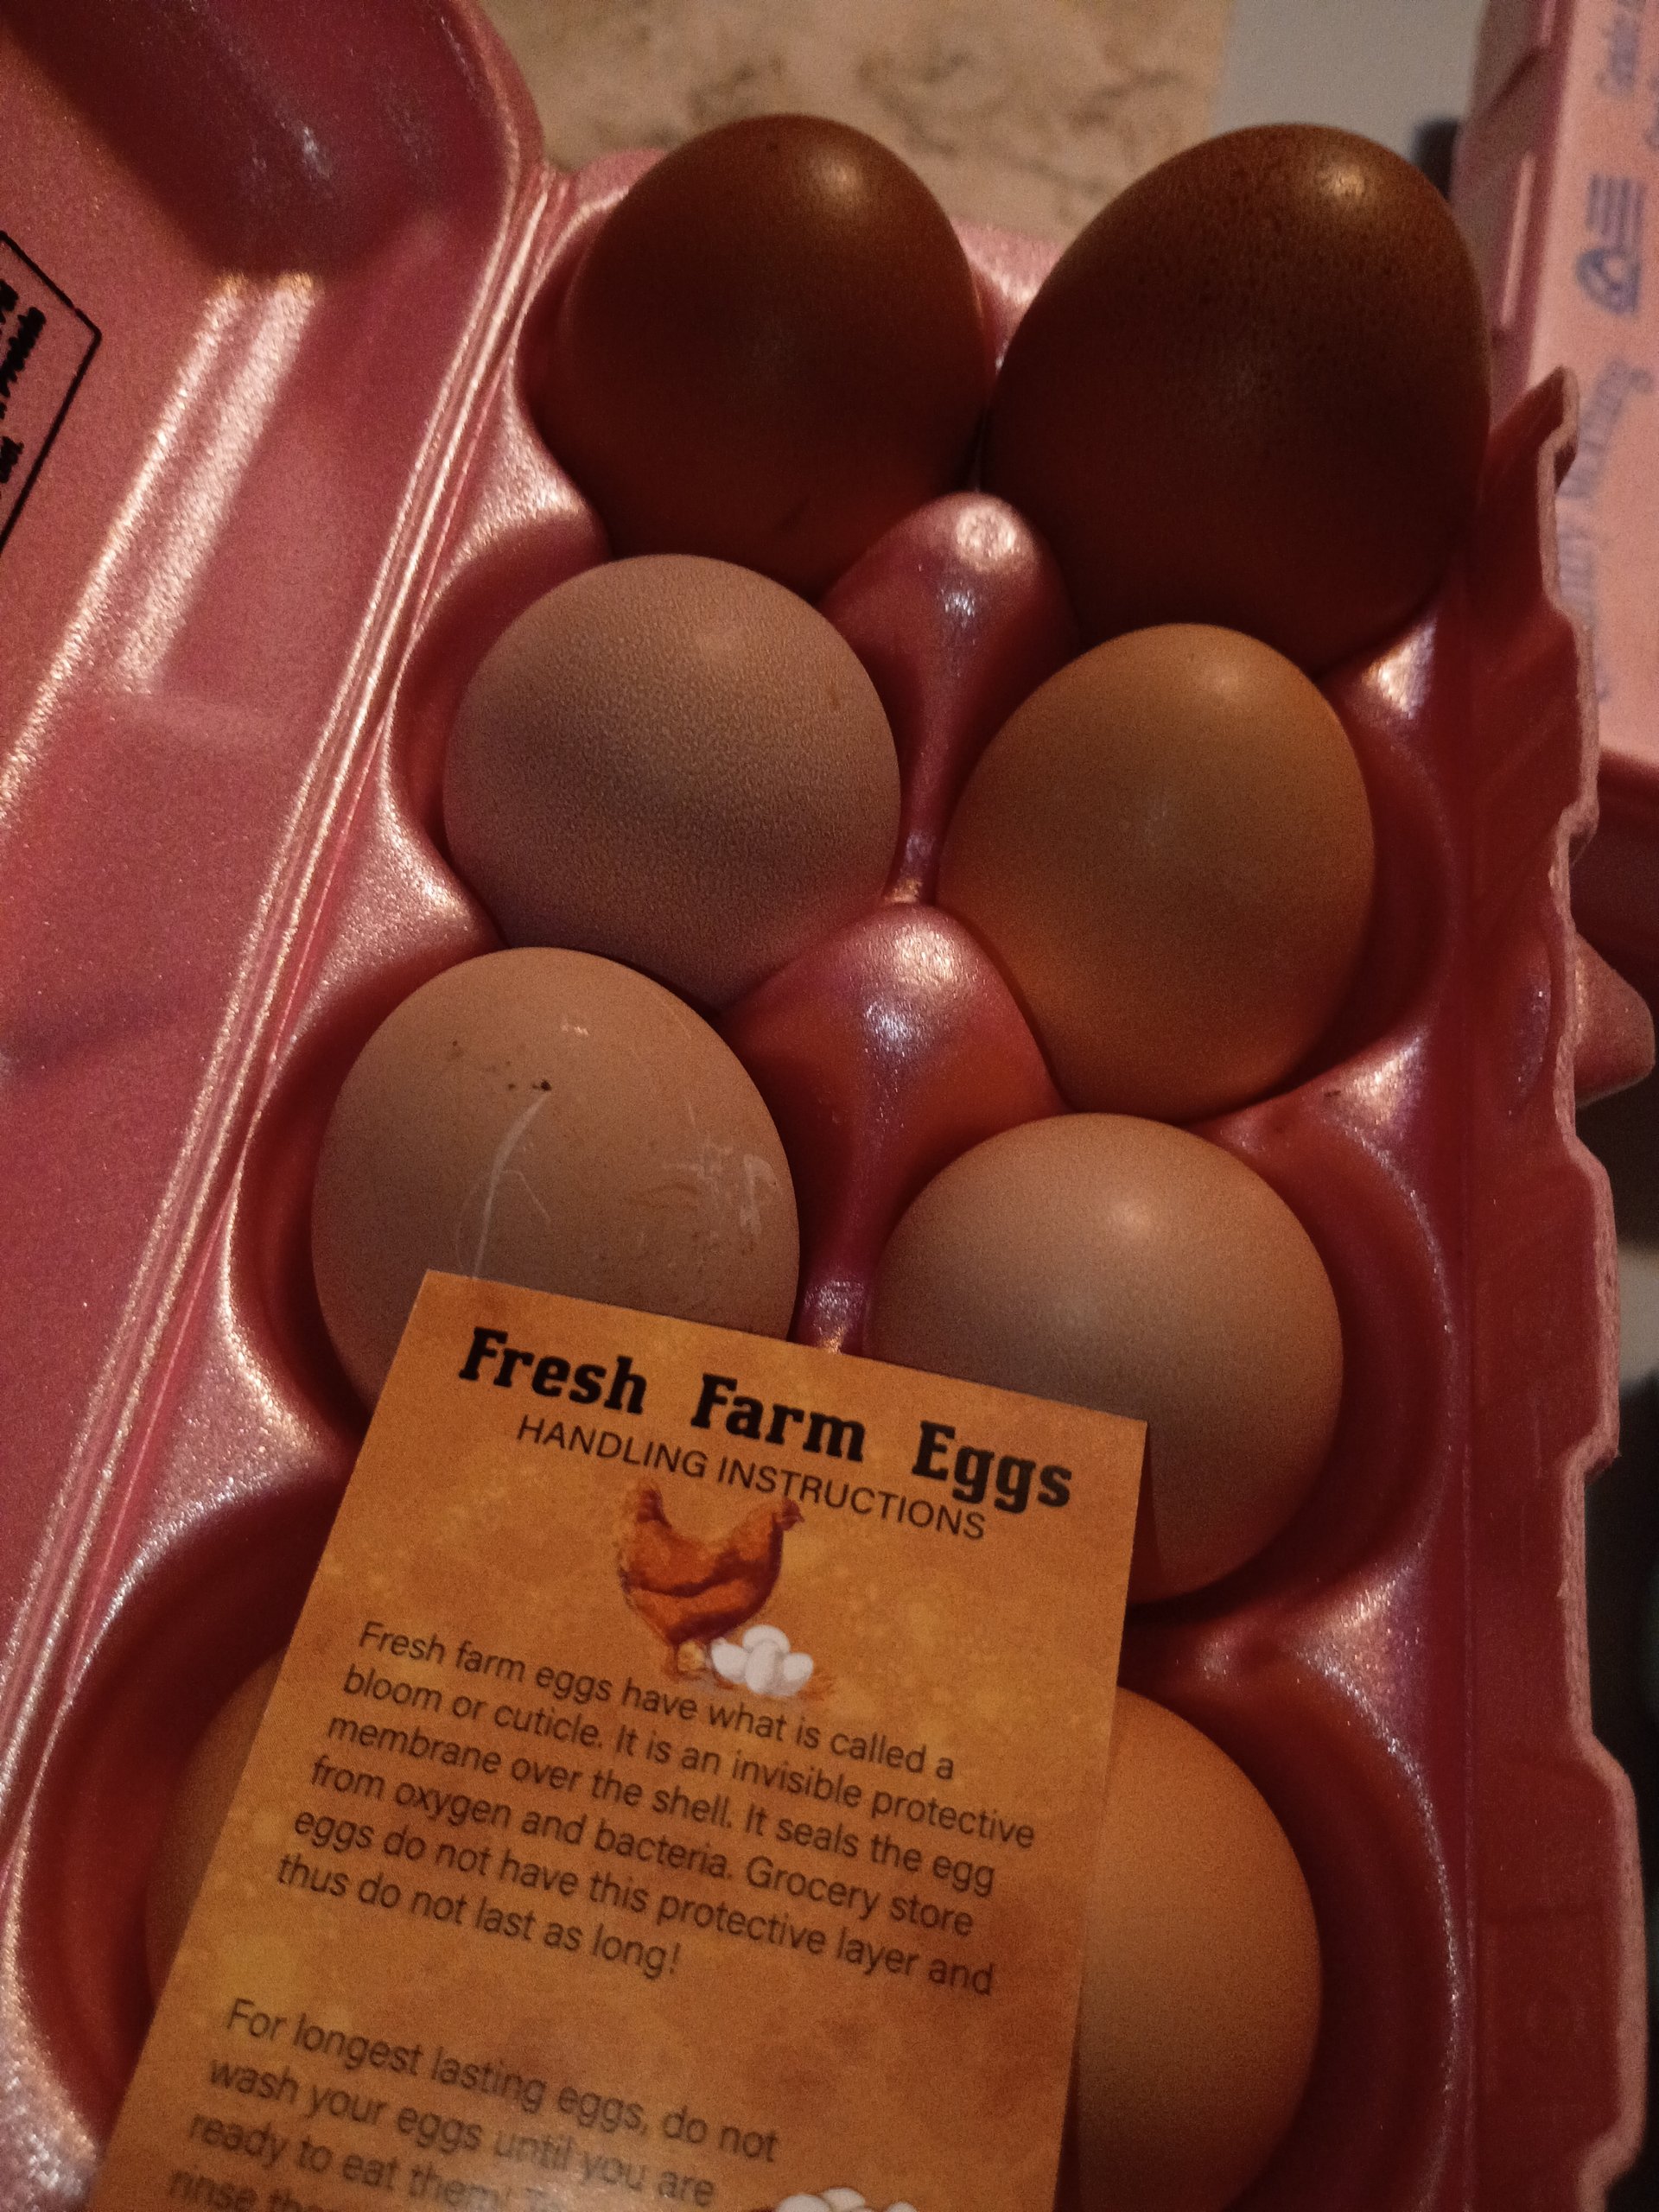 Fresh Farm Eggs
HANDLING INSTRUCTIONS
Fresh farm eggs have what is called a
bloom or cuticle. It is an invisible protective
membrane over the shell. It seals the egg
from oxygen and bacteria. Grocery store
eggs do not have this protective layer and
thus do not last as long!
For longest lasting eggs, do not
wash your eggs until you are
ready to eat them!
rinse